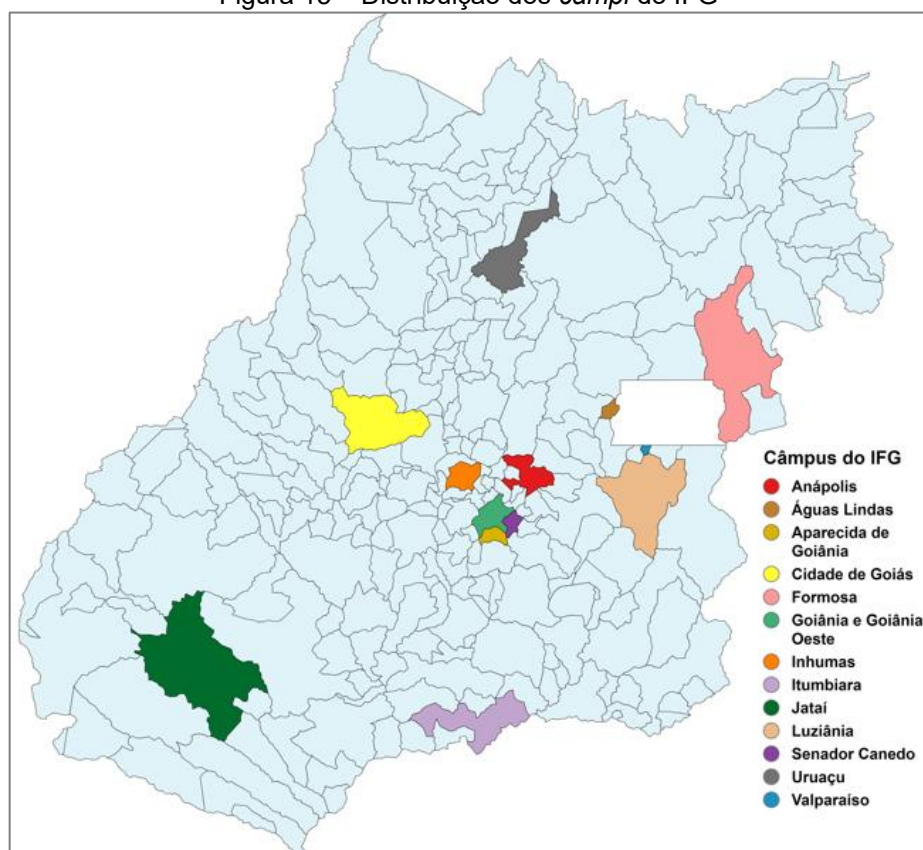 Câmpus do IFG
Anápolis
Águas Lindas
Aparecida de
Goiânia
Cidade de Goiás
Formosa
Goiânia e Goiânia
Oeste
Inhumas
Itumbiara
Jataí
Luziânia
Senador Canedo
Uruaçu
Valparaíso